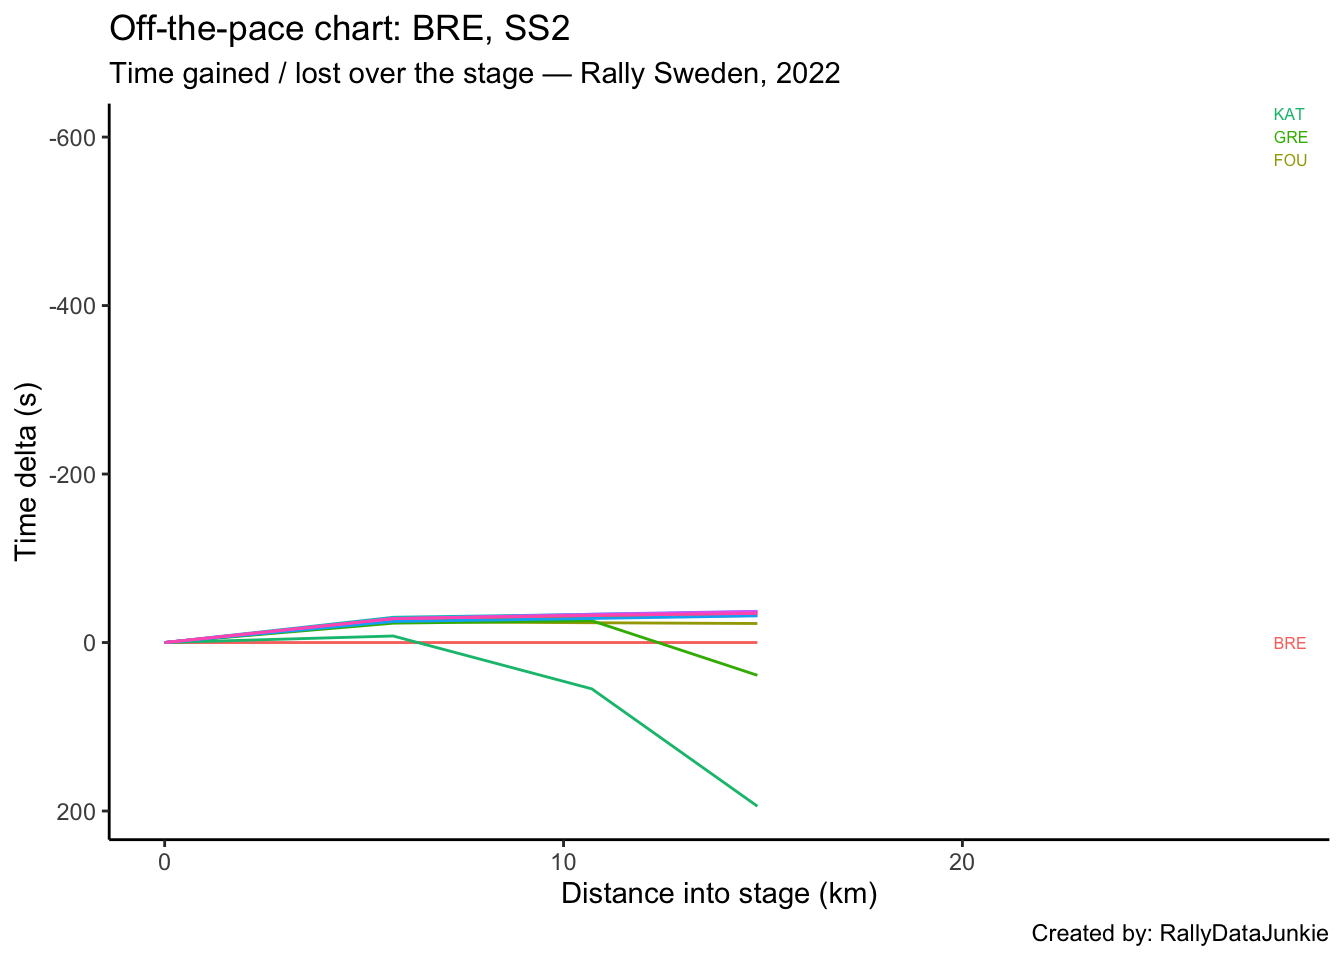 Off-the-pace chart: BRE, SS2
Time gained / lost over the stage — Rally Sweden, 2022
KAT
GRE
FOU
BRE
-600
-400
-200
0
200
Time delta (s)
0
10
20
Distance into stage (km)
Created by: RallyDataJunkie